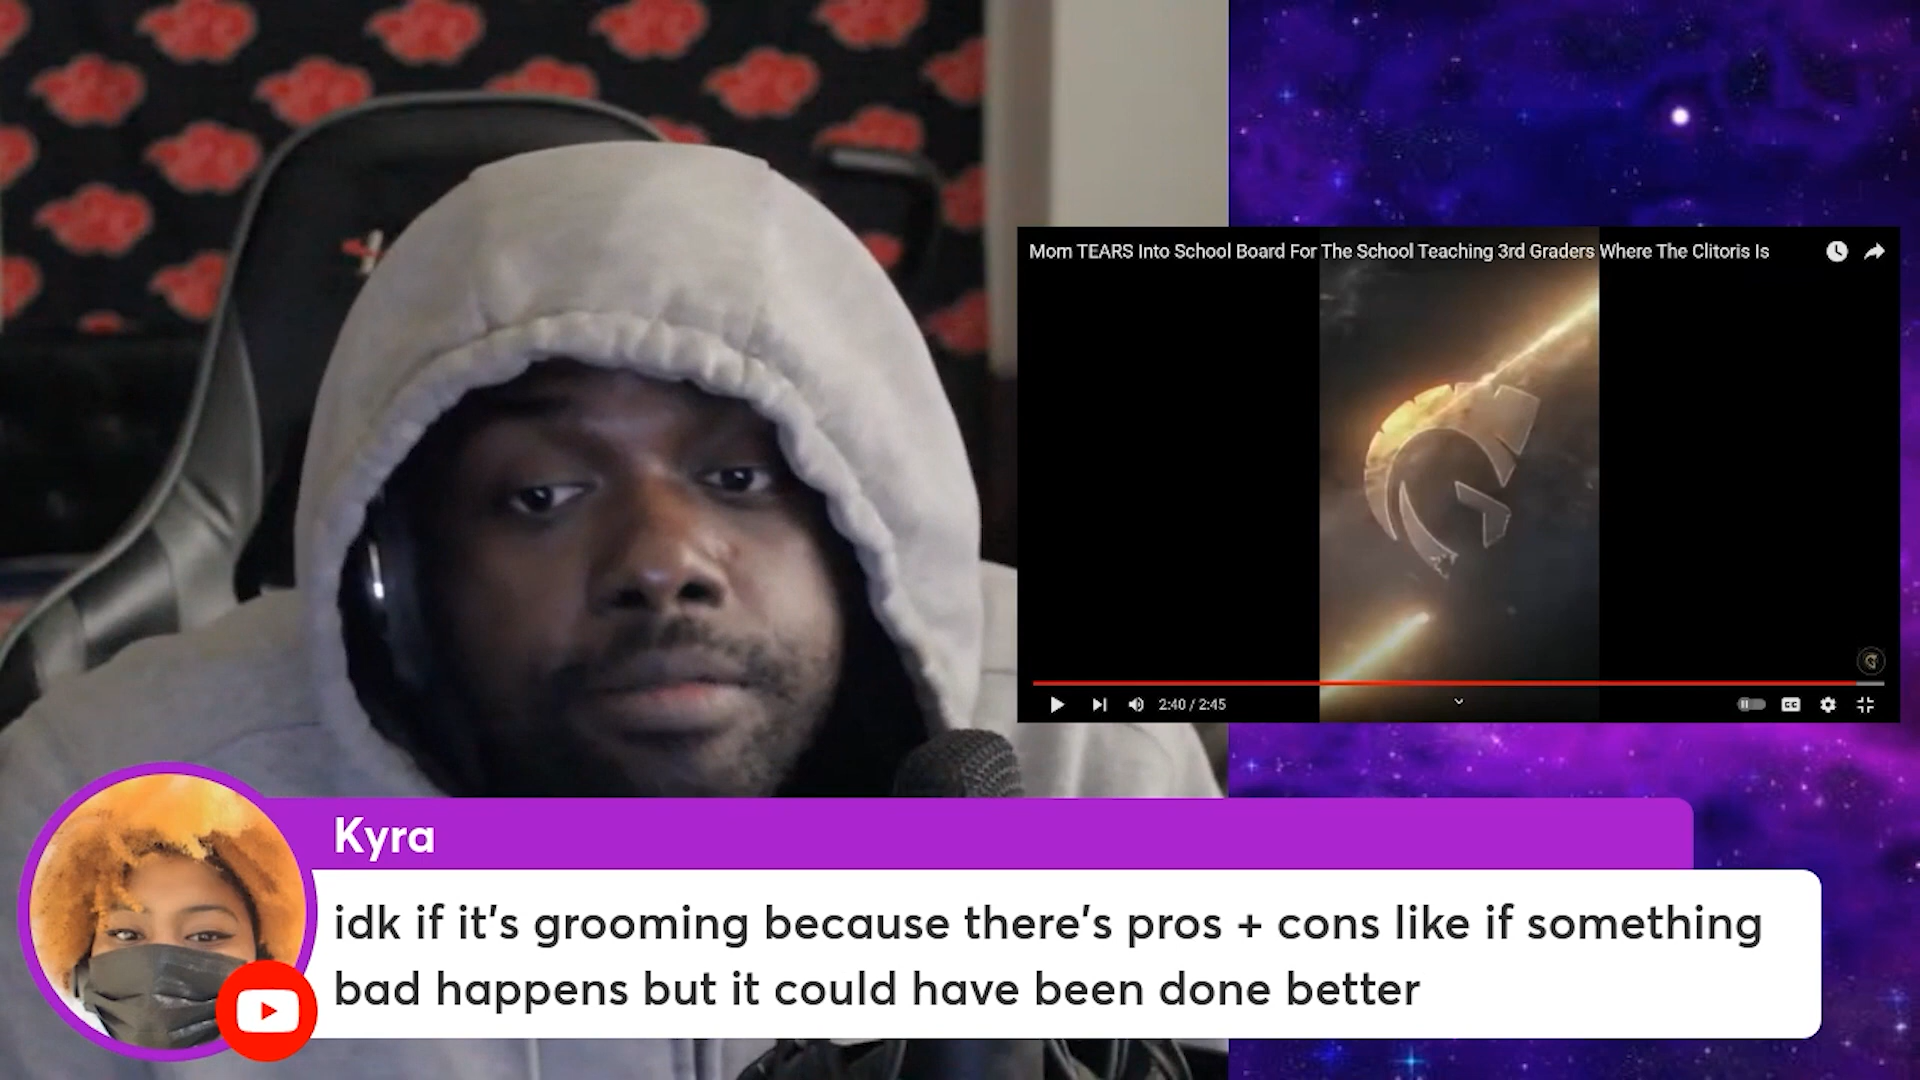 Mom TEARS Into School Board For The School Teaching 3rd Graders Where The Clitoris Is
2:40 / 2:45
CC
Kyra
idk if it's grooming because there's pros + cons like if something
bad happens but it could have been done better